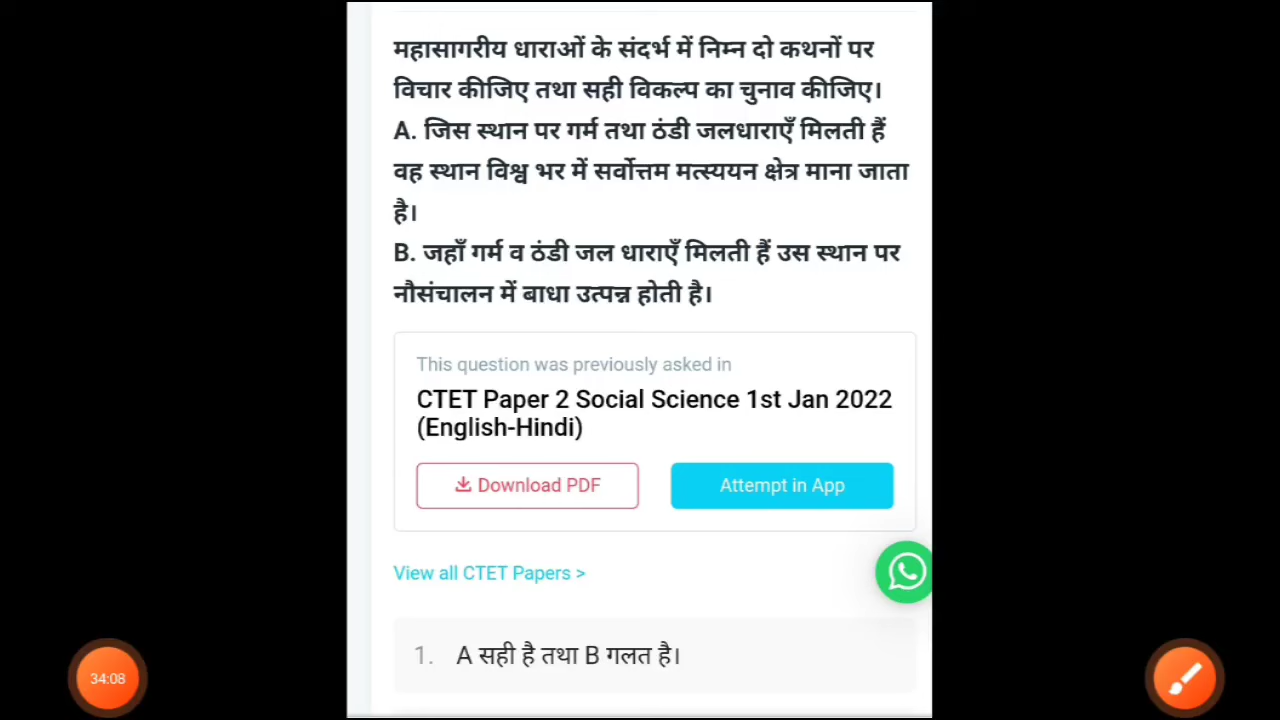 महासागरीय धाराओं के संदर्भ में निम्न दो कथनों पर
विचार कीजिए तथा सही विकल्प का चुनाव कीजिए।
A. जिस स्थान पर गर्म तथा ठंडी जलधाराएँ मिलती हैं
वह स्थान विश्व भर में सर्वोत्तम मत्स्ययन क्षेत्र माना जाता
है।
B. जहाँ गर्म व ठंडी जल धाराएँ मिलती हैं उस स्थान पर
नौसंचालन में बाधा उत्पन्न होती है।
This question was previously asked in
CTET Paper 2 Social Science 1st Jan 2022
(English-Hindi)
Download PDF
Attempt in App
View all CTET Papers >
1. A सही है तथा B गलत है।
34:08